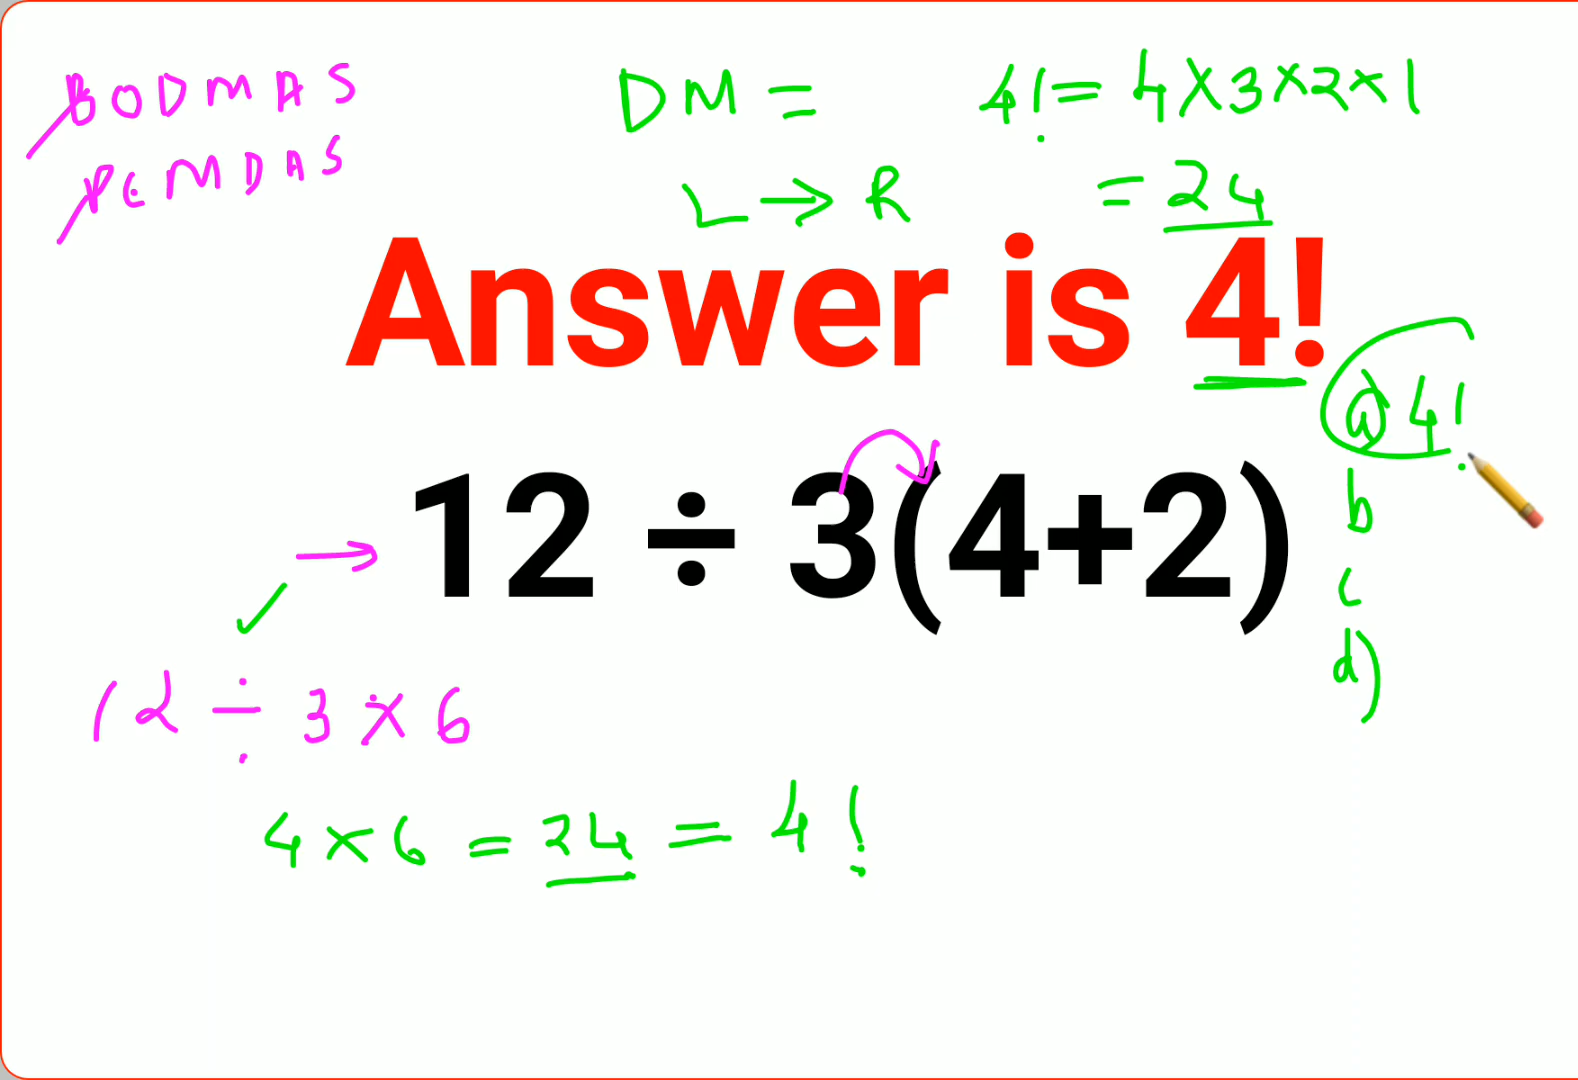 BODMAS
PEMDAS
DM =
L → R
4! = 4×3×2×1
= 24
Answer is 4!
12 ÷ 3(4+2)
a) 4!
b
c
d)
→
✓
12 ÷ 3 × 6
4 × 6 = 24 = 4!